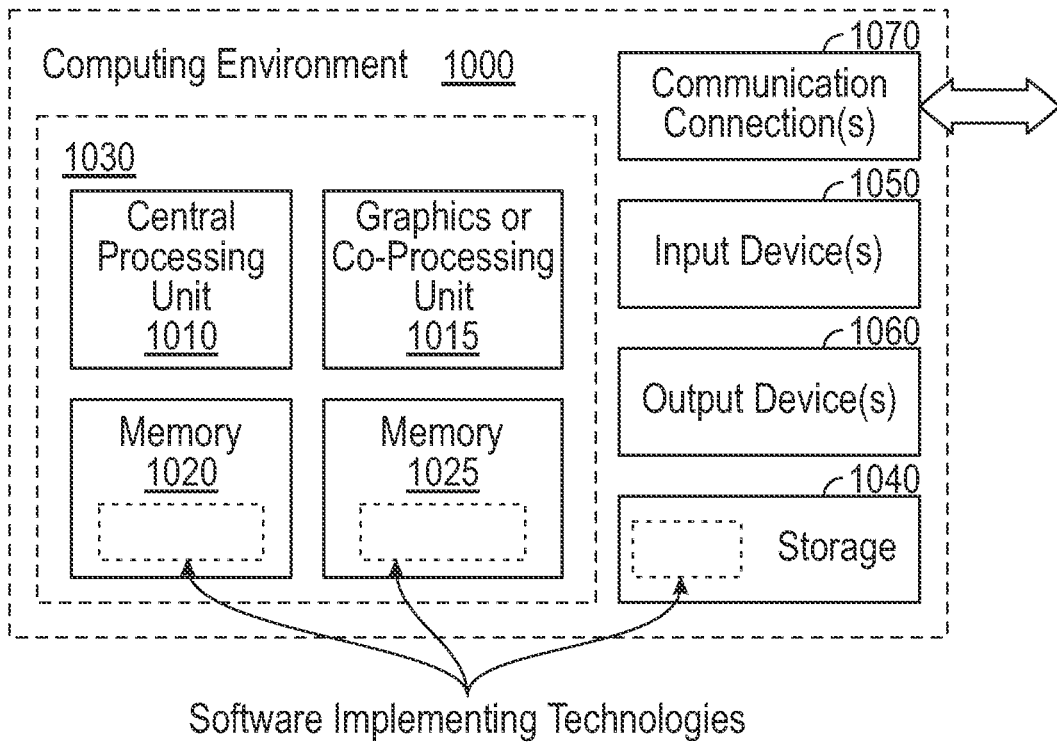 Computing Environment 1000
1030
Central
Processing
Unit
1010
Graphics or
Co-Processing
Unit
1015
Memory
1020
Memory
1025
1070
Communication
Connection(s)
1050
Input Device(s)
1060
Output Device(s)
1040
Storage
Software Implementing Technologies